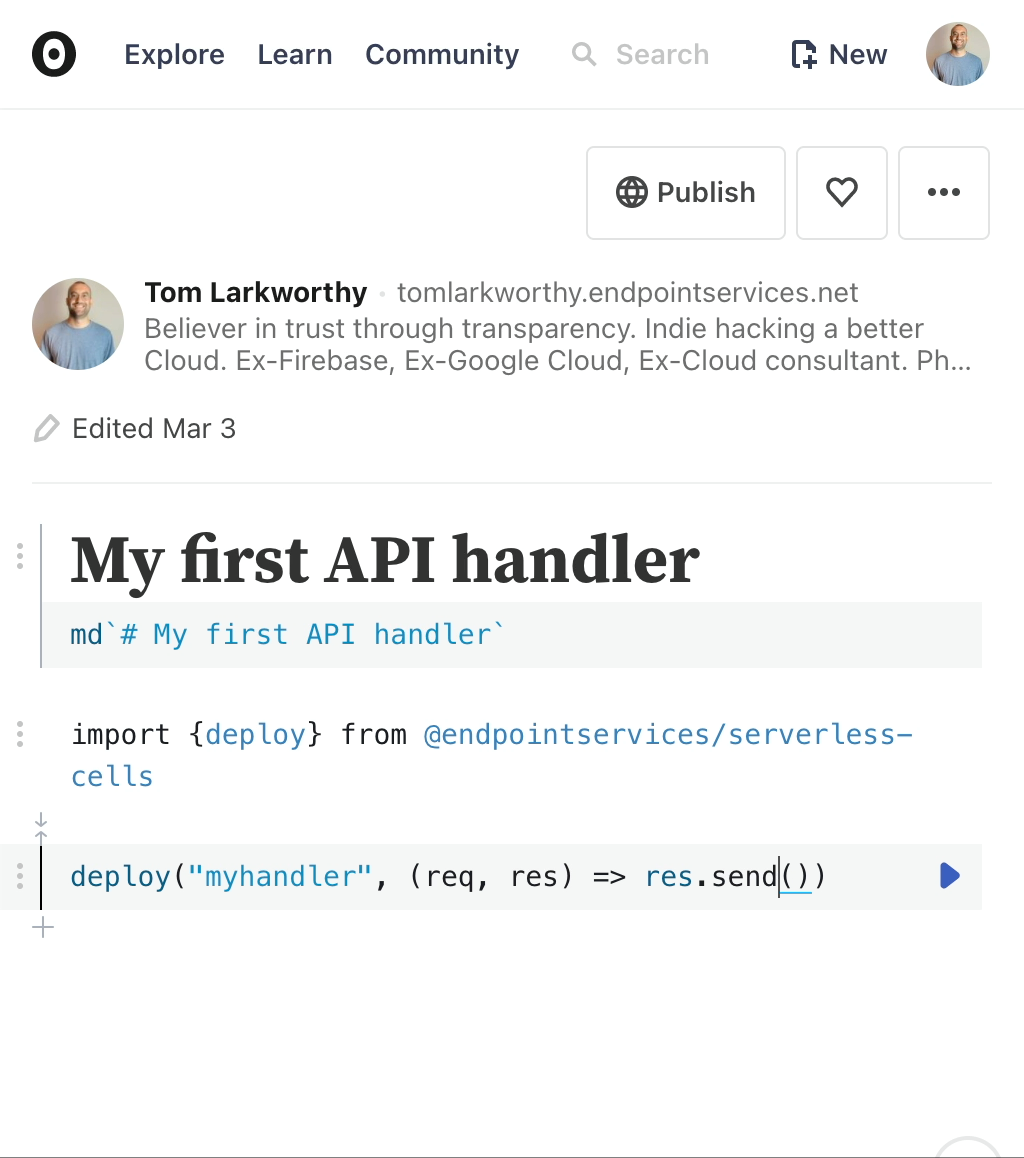 Explore Learn Community Search New
Publish
Tom Larkworthy • tomlarkworthy.endpointservices.net
Believer in trust through transparency. Indie hacking a better
Cloud. Ex-Firebase, Ex-Google Cloud, Ex-Cloud consultant. Ph...
Edited Mar 3
My first API handler
md`# My first API handler`
import {deploy} from @endpointservices/serverless-
cells
deploy("myhandler", (req, res) => res.send())